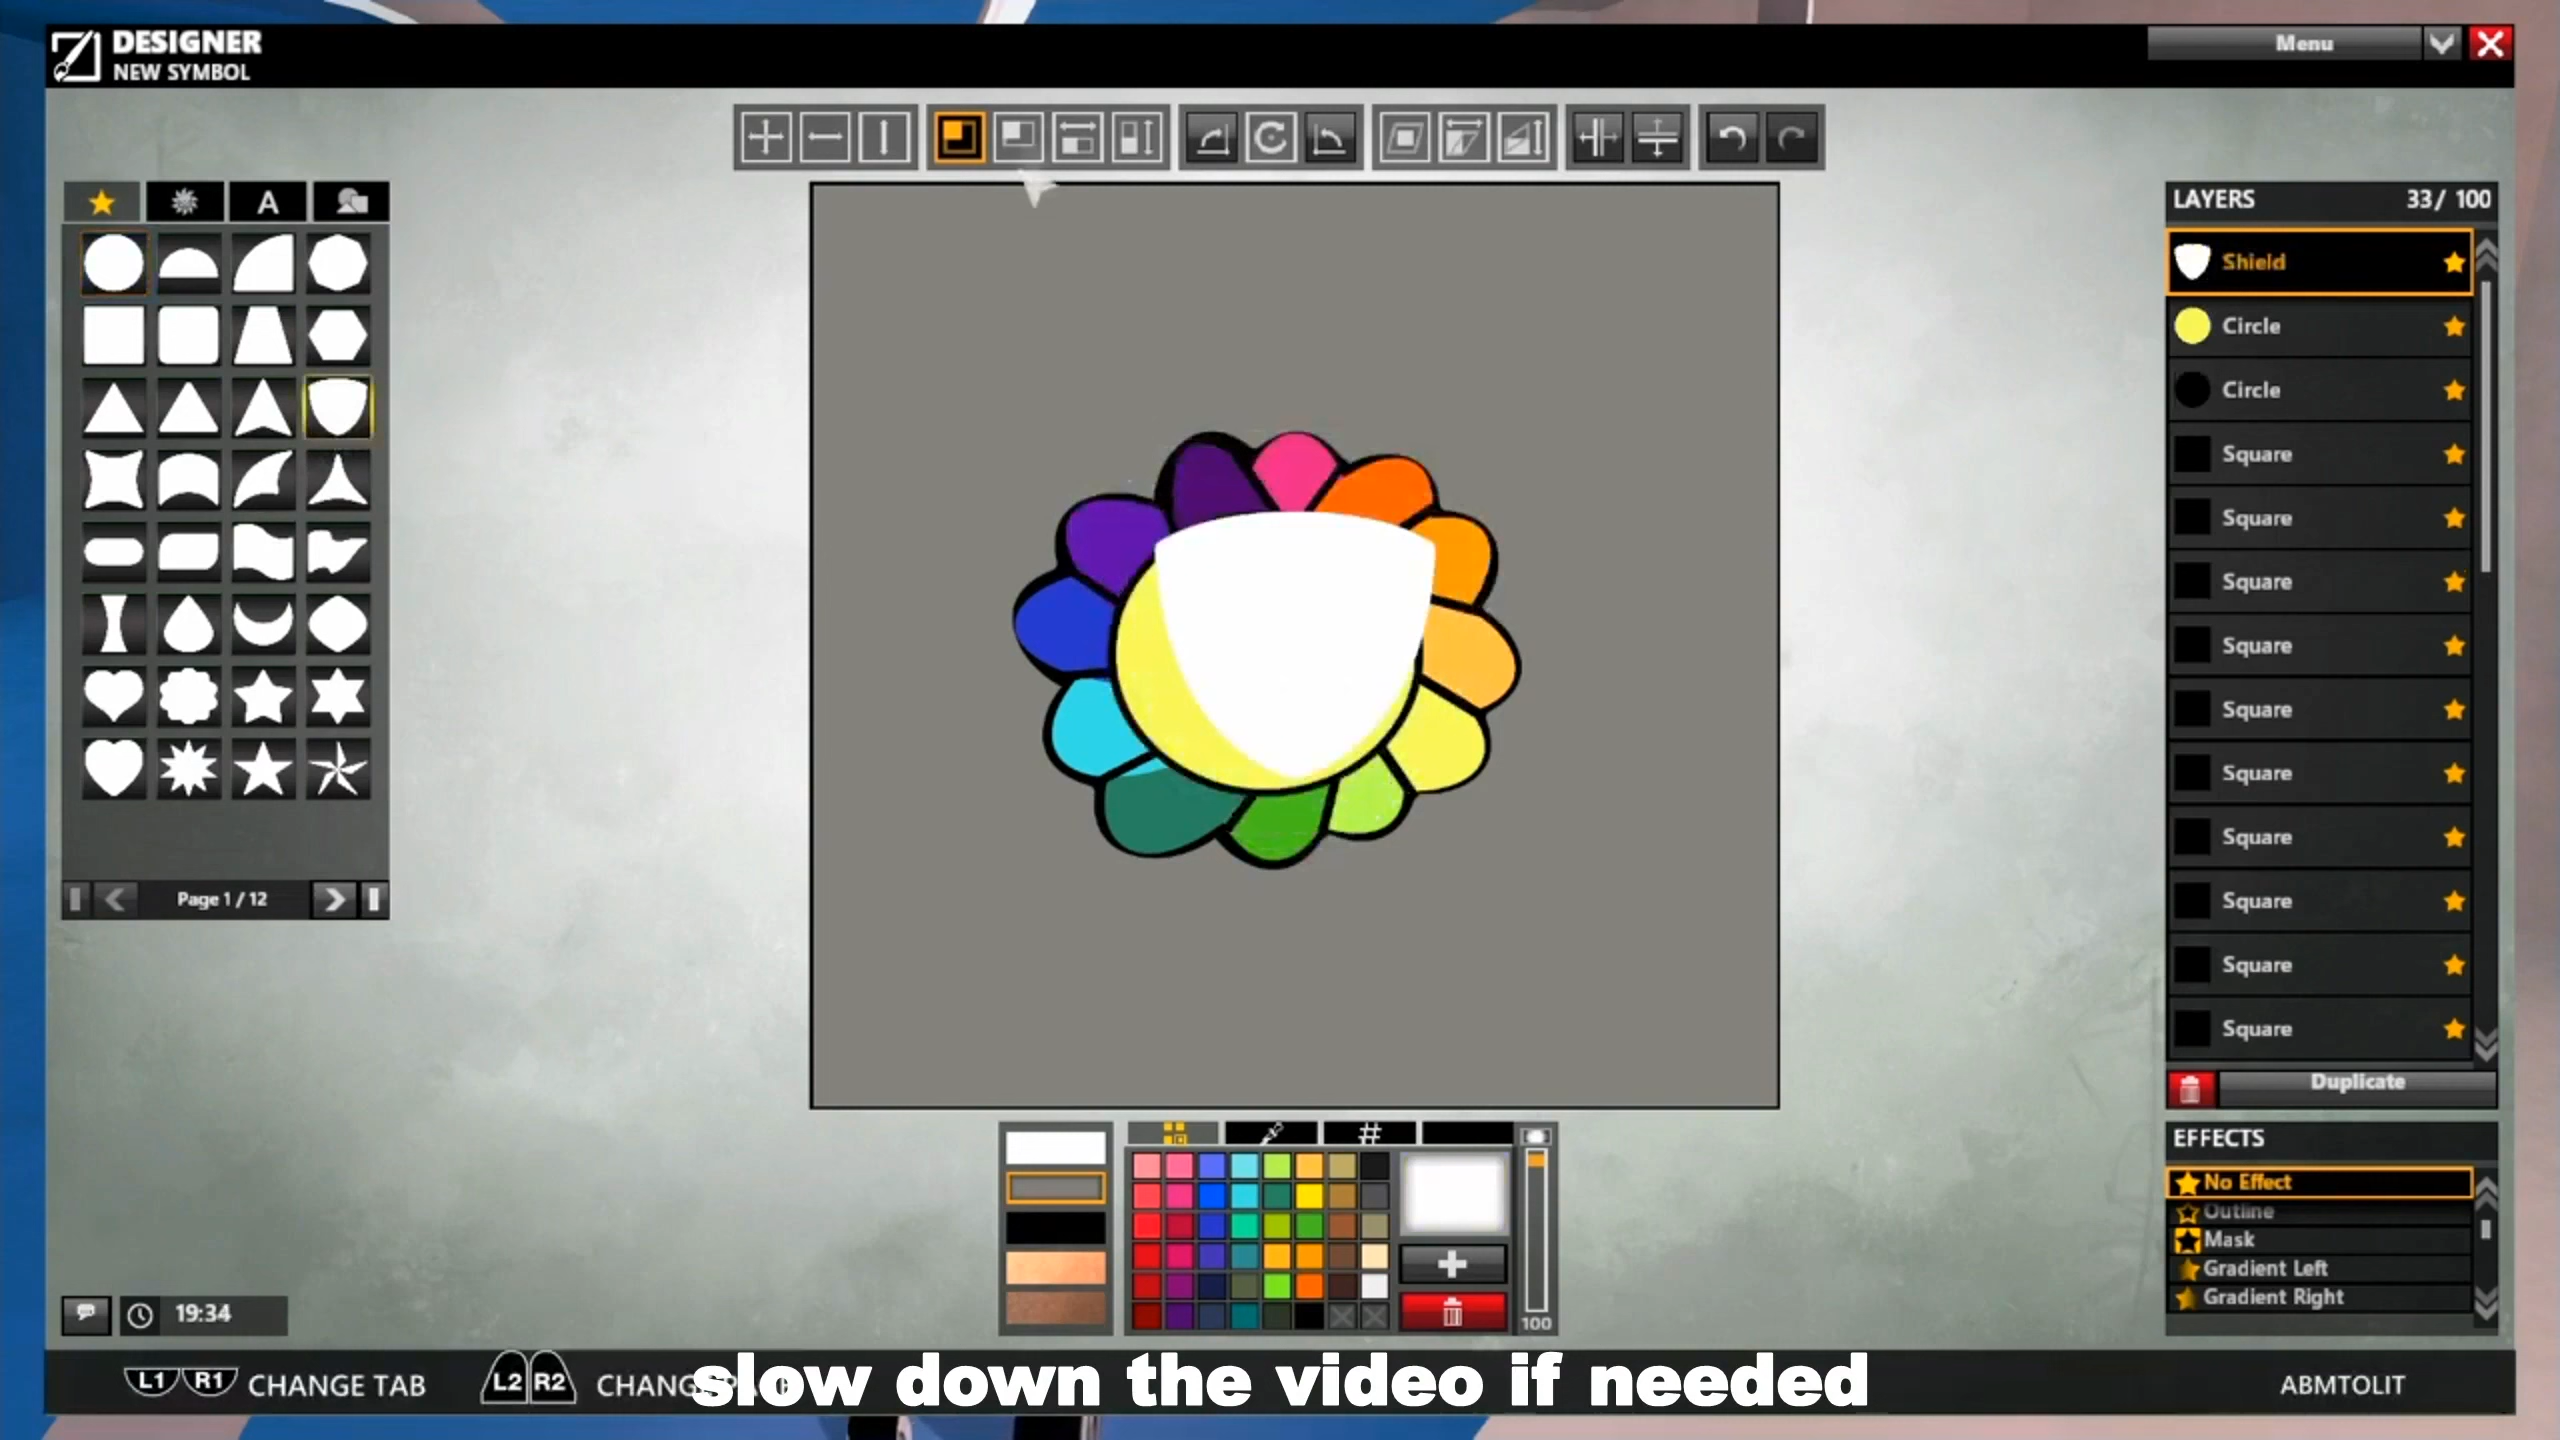 DESIGNER
NEW SYMBOL
Menu
A
LAYERS 33/ 100
Shield
Circle
Circle
Square
Square
Square
Square
Square
Square
Square
Square
Square
Square
Page 1 / 12
Duplicate
EFFECTS
No Effect
Outline
Mask
Gradient Left
Gradient Right
#
100
19:34
L1 R1 CHANGE TAB
L2 R2
slow down the video if needed
ABMTOLIT